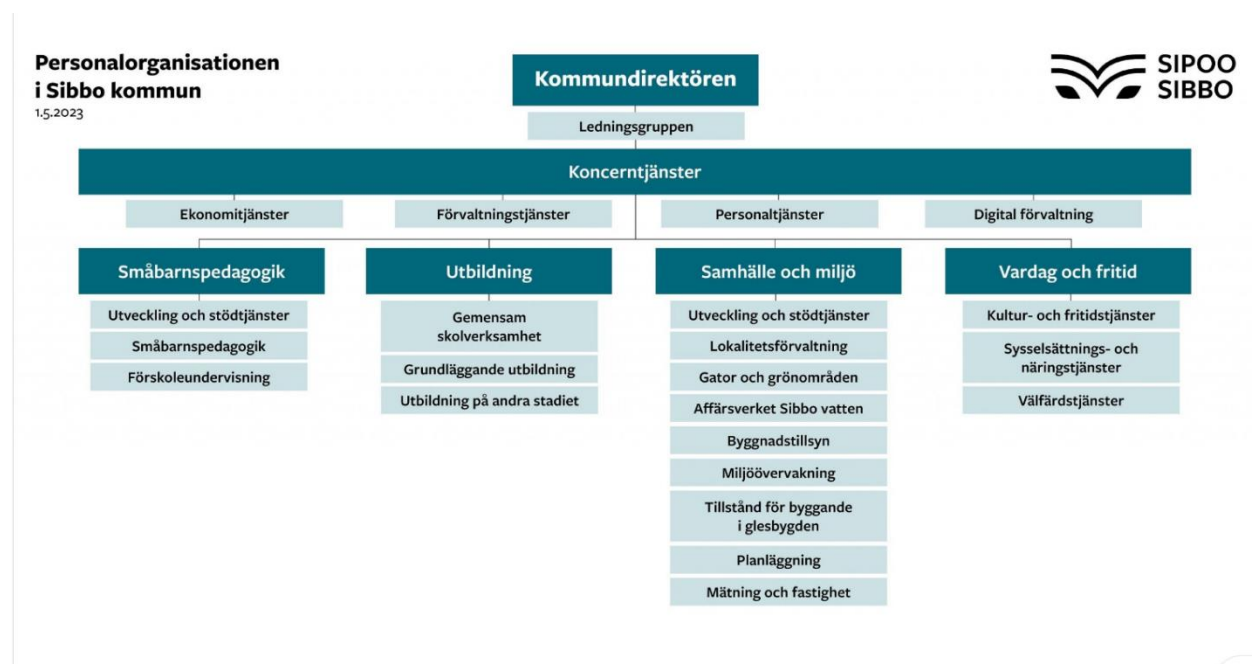 Personalorganisationen
i Sibbo kommun
1.5.2023
SIPOO
SIBBO
Kommundirektören
Ledningsgruppen
Koncerntjänster
Ekonomitjänster
Förvaltningstjänster
Personaltjänster
Digital förvaltning
Småbarnspedagogik
Utveckling och stödtjänster
Småbarnspedagogik
Förskoleundervisning
Utbildning
Gemensam
skolverksamhet
Grundläggande utbildning
Utbildning på andra stadiet
Samhälle och miljö
Utveckling och stödtjänster
Lokalitetsförvaltning
Gator och grönområden
Affärsverket Sibbo vatten
Byggnadstillsyn
Miljöövervakning
Tillstånd för byggande
i glesbygden
Planläggning
Mätning och fastighet
Vardag och fritid
Kultur- och fritidstjänster
Sysselsättnings- och
näringstjänster
Välfärdstjänster